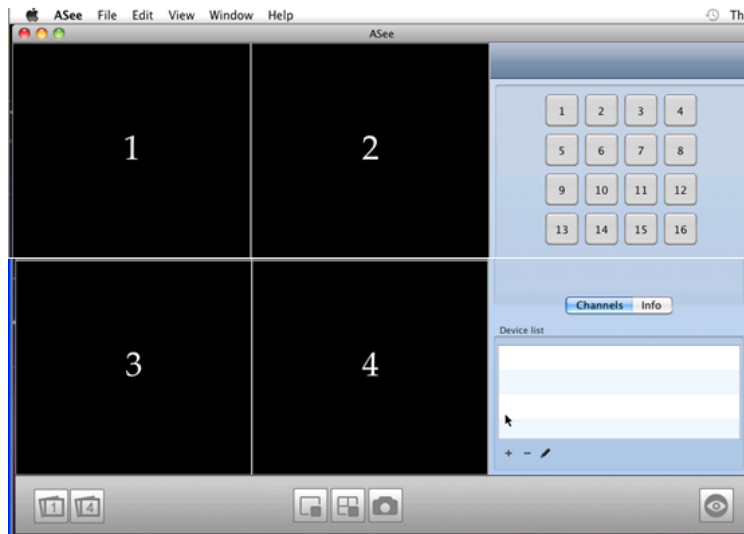 ASee File Edit View Window Help Th
ASee
1 2
1 2 3 4
5 6 7 8
9 10 11 12
13 14 15 16
Channels Info
Device list
3 4
+ -
1 4